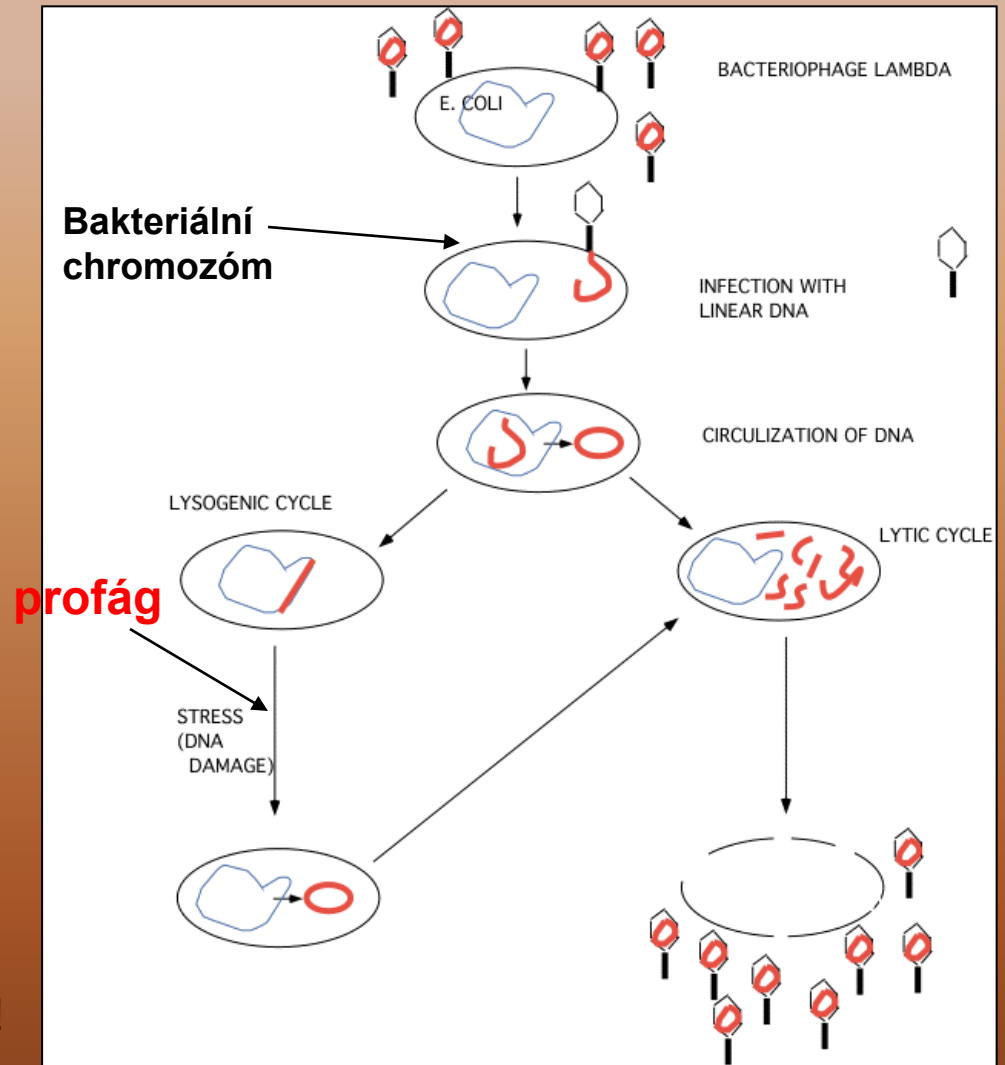 BACTERIOPHAGE LAMBDA
E. COLI
Bakteriální
chromozóm
INFECTION WITH
LINEAR DNA
CIRCULIZATION OF DNA
LYSOGENIC CYCLE
LYTIC CYCLE
profág
STRESS
(DNA
DAMAGE)
!